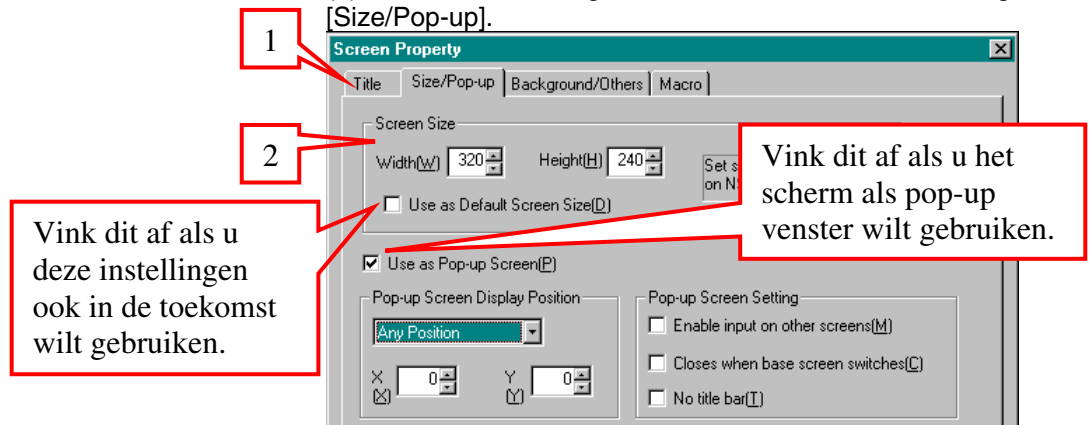 [Size/Pop-up].
1
Screen Property
Title Size/Pop-up Background/Others Macro
Screen Size
2
Width(W) 320 Height(H) 240
Set s
on N
Use as Default Screen Size(D)
Vink dit af als u het
scherm als pop-up
venster wilt gebruiken.
Vink dit af als u
deze instellingen
ook in de toekomst
wilt gebruiken.
Use as Pop-up Screen(P)
Pop-up Screen Display Position
Any Position
X 0 Y 0
(X) (Y)
Pop-up Screen Setting
Enable input on other screens(M)
Closes when base screen switches(C)
No title bar(T)